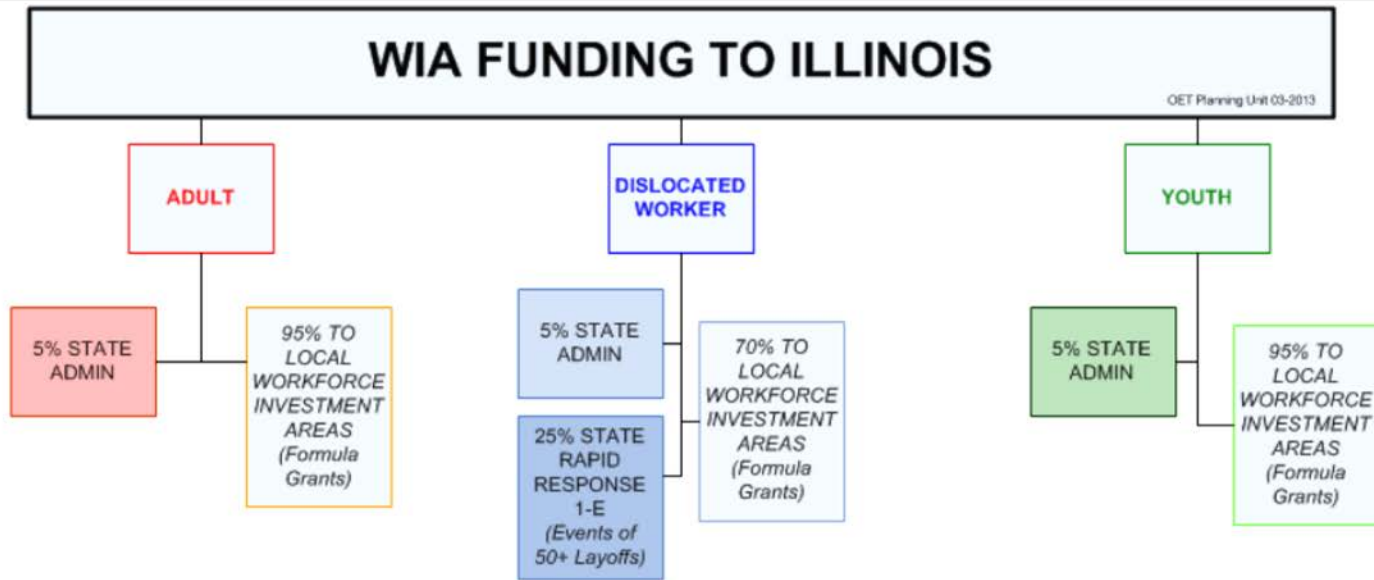 WIA FUNDING TO ILLINOIS
OET Planning Unit 03-2013
ADULT
DISLOCATED
WORKER
YOUTH
5% STATE
ADMIN
95% TO
LOCAL
WORKFORCE
INVESTMENT
AREAS
(Formula
Grants)
5% STATE
ADMIN
25% STATE
RAPID
RESPONSE
1-E
(Events of
50+ Layoffs)
70% TO
LOCAL
WORKFORCE
INVESTMENT
AREAS
(Formula
Grants)
5% STATE
ADMIN
95% TO
LOCAL
WORKFORCE
INVESTMENT
AREAS
(Formula
Grants)